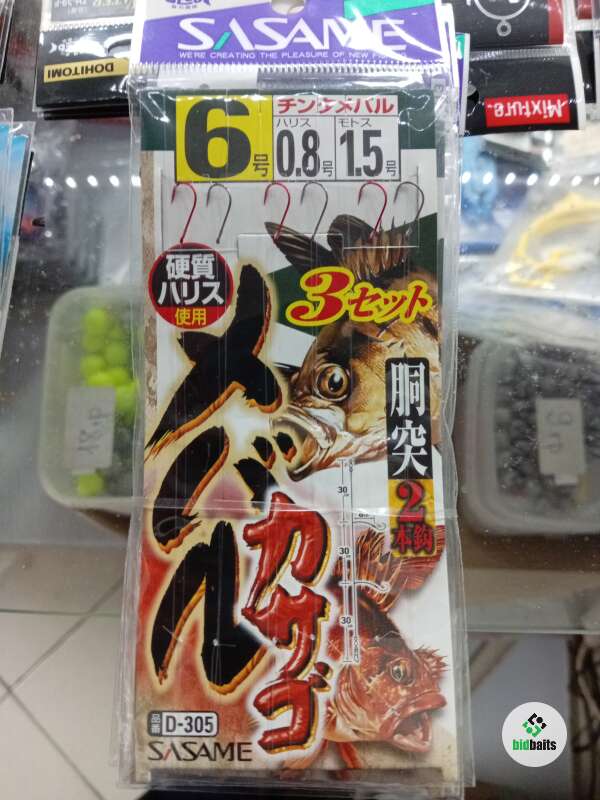 SASAME
WE'RE CREATING THE PLEASURE OF NEW
DOHITOMI
Mixture.
6号
チンタメバル
ハリス
0.8号
モトス
1.5号
硬質
ハリス
使用
3セット
メバル
胴突
2本鈎
カサゴ
30
30
30
品番
D-305
SASAME
bidbaits